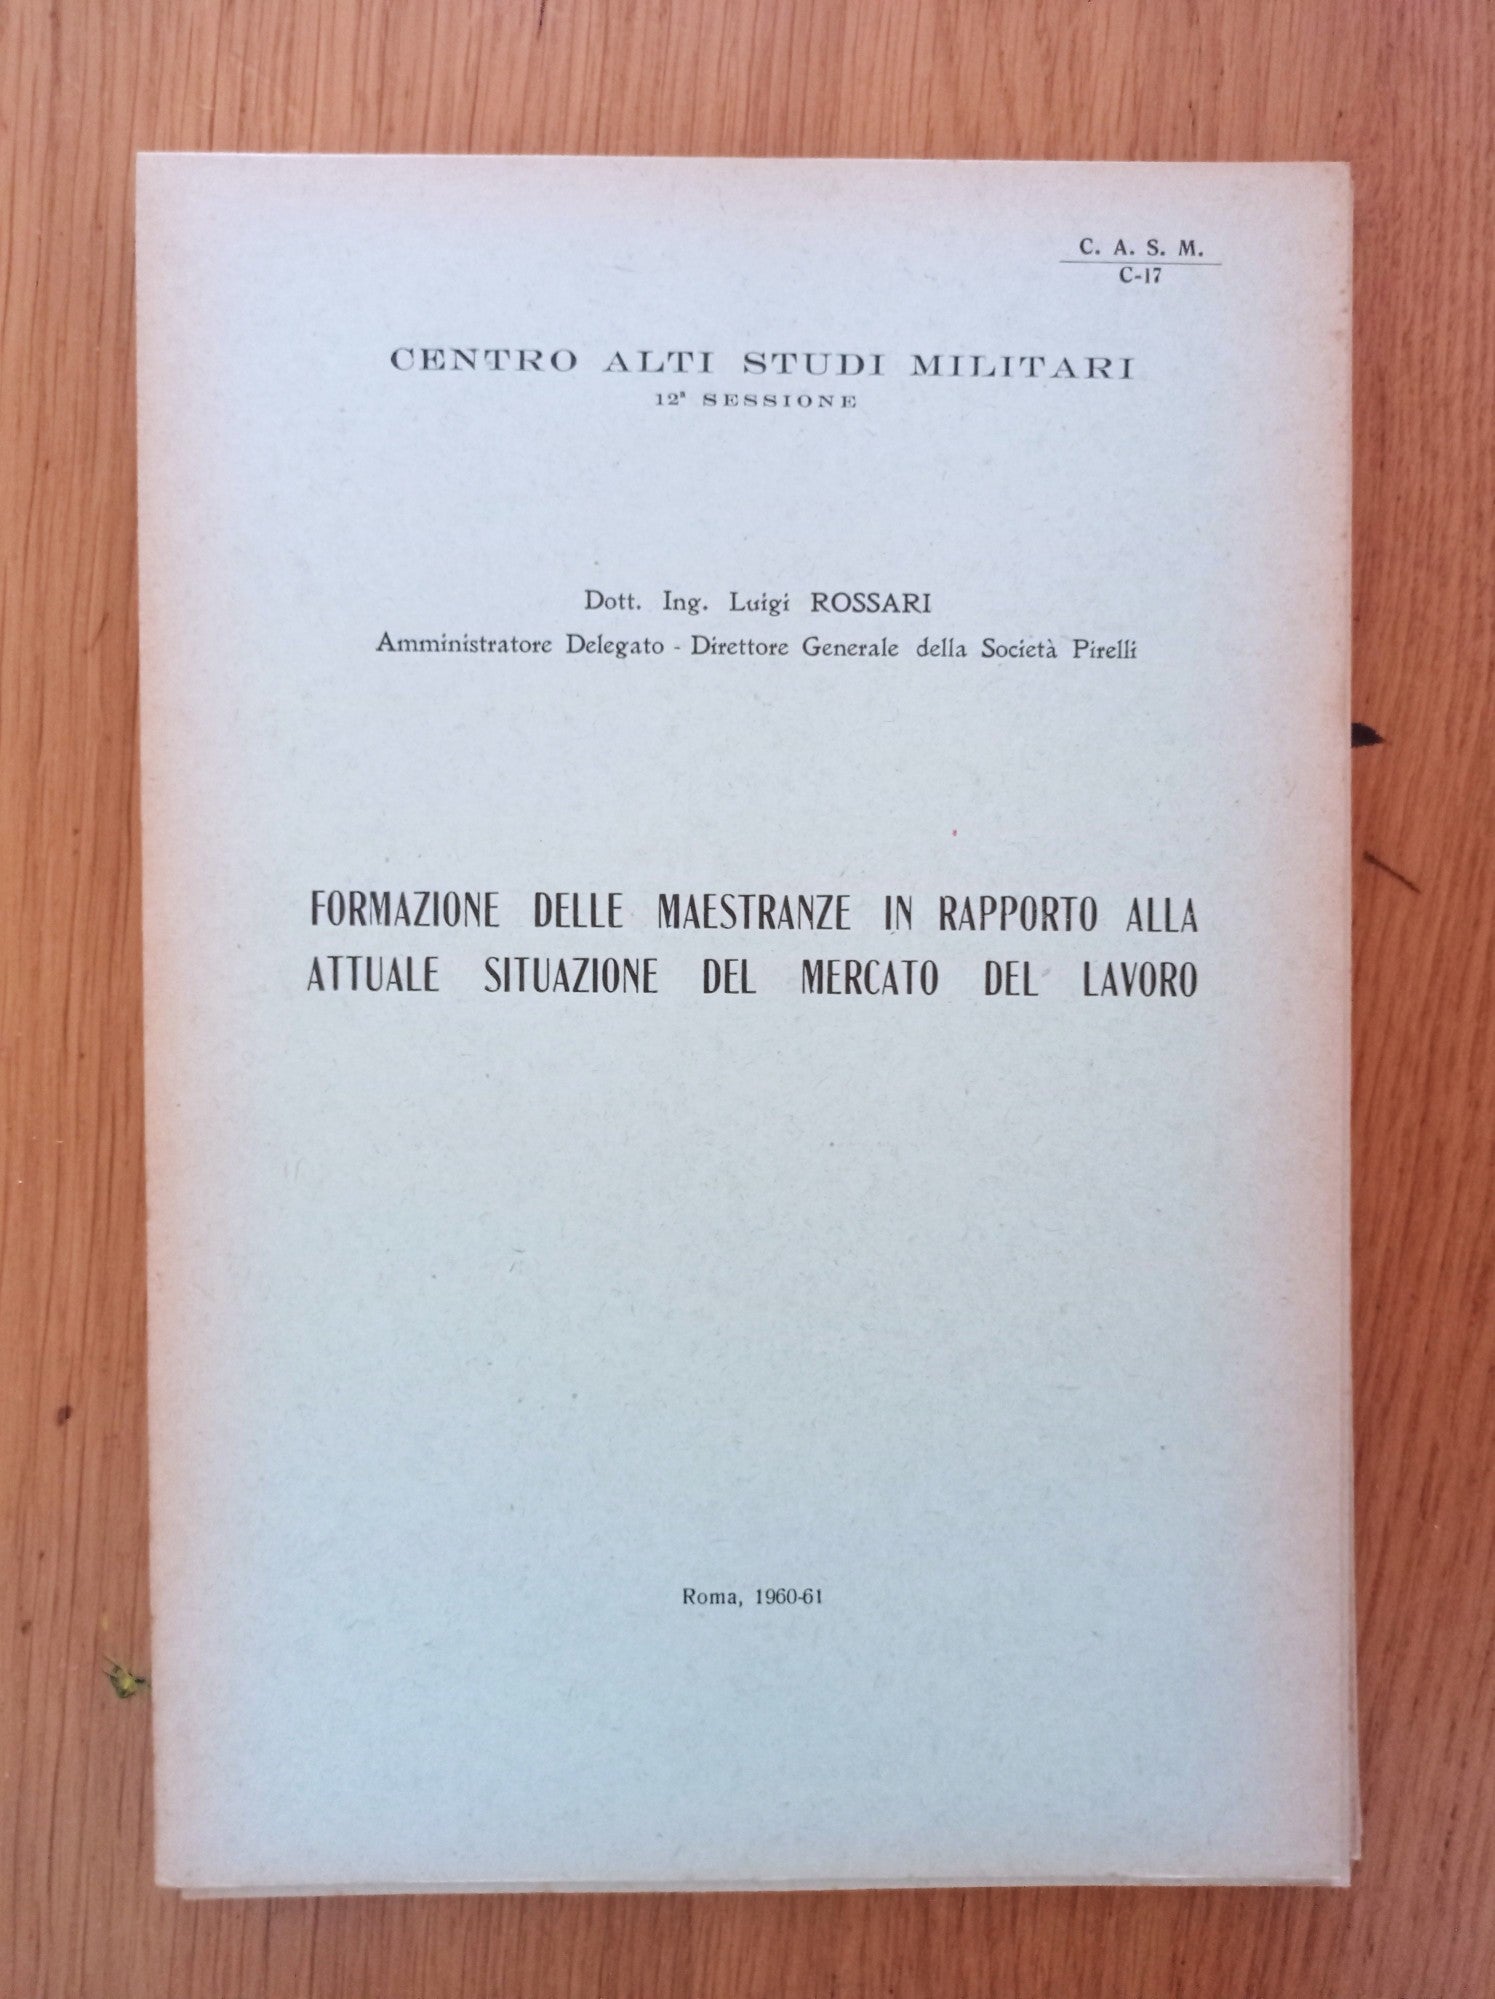 C. A. S. M.
C-17
CENTRO ALTI STUDI MILITARI
12ª SESSIONE
Dott. Ing. Luigi ROSSARI
Amministratore Delegato - Direttore Generale della Società Pirelli
FORMAZIONE DELLE MAESTRANZE IN RAPPORTO ALLA
ATTUALE SITUAZIONE DEL MERCATO DEL LAVORO
Roma, 1960-61